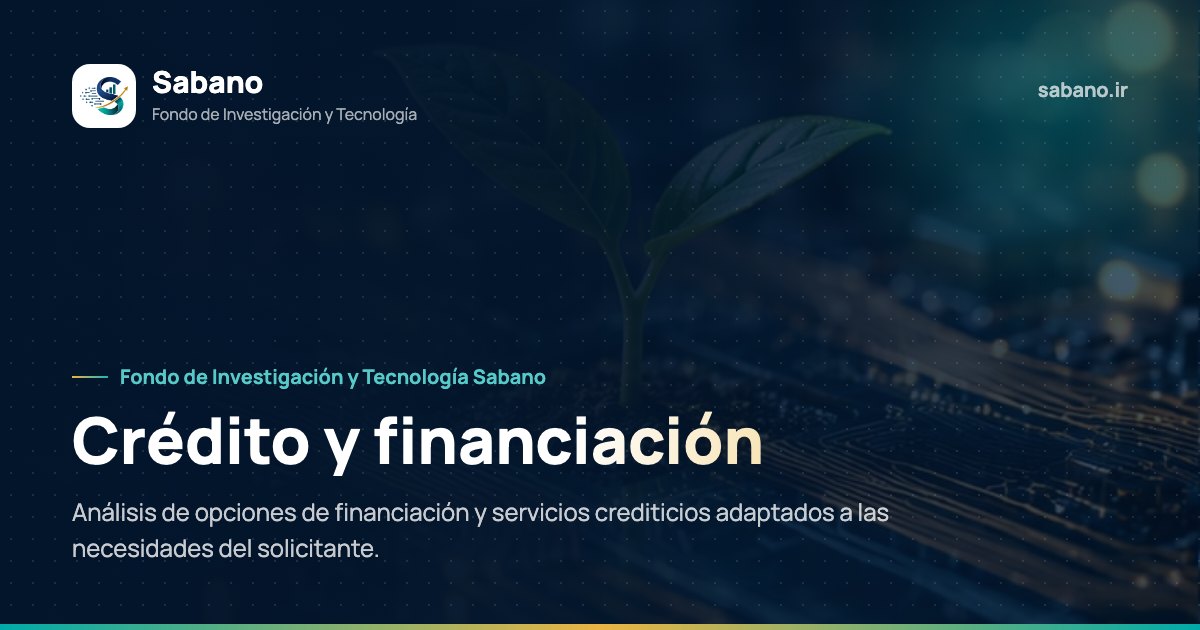 Sabano
Fondo de Investigación y Tecnología
sabano.ir
Fondo de Investigación y Tecnología Sabano
Crédito y financiación
Análisis de opciones de financiación y servicios crediticios adaptados a las
necesidades del solicitante.